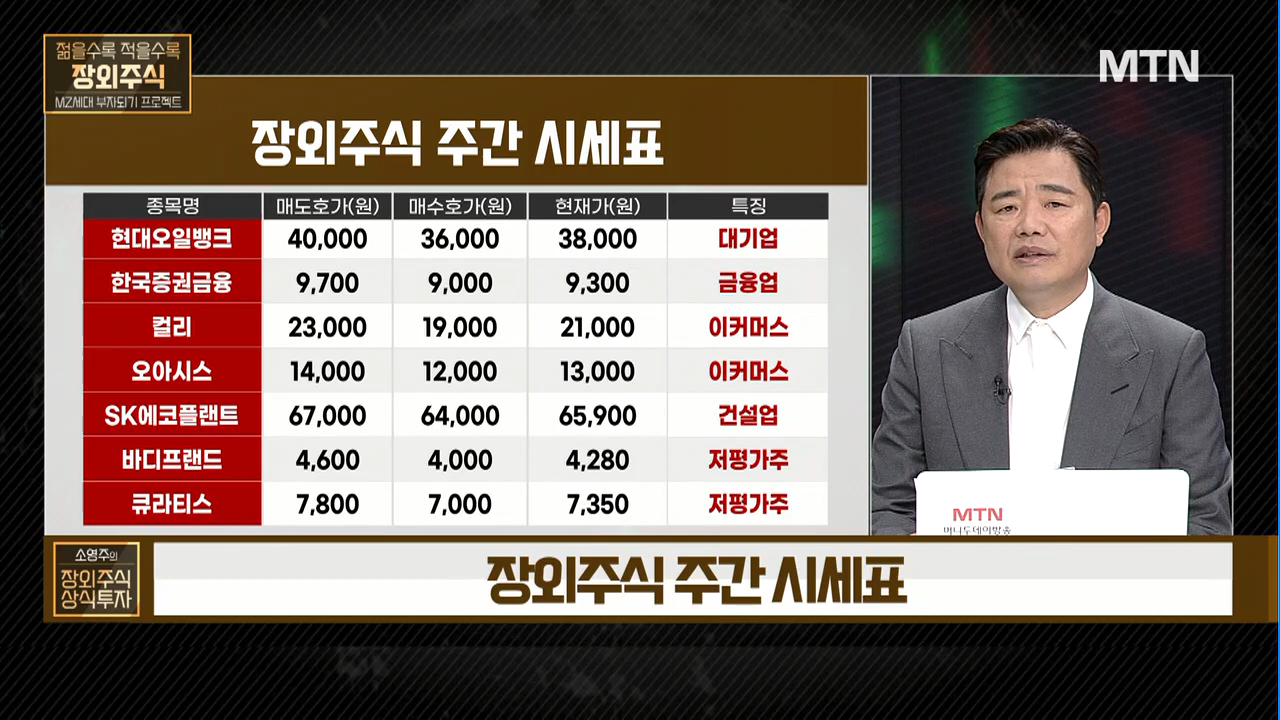 젊을수록 적을수록
장외주식
MZ세대 부자되기 프로젝트
MTN
장외주식 주간 시세표
종목명 매도호가(원) 매수호가(원) 현재가(원) 특징
현대오일뱅크 40,000 36,000 38,000 대기업
한국증권금융 9,700 9,000 9,300 금융업
컬리 23,000 19,000 21,000 이커머스
오아시스 14,000 12,000 13,000 이커머스
SK에코플랜트 67,000 64,000 65,900 건설업
바디프랜드 4,600 4,000 4,280 저평가주
큐라티스 7,800 7,000 7,350 저평가주
MTN
머니투데이방송
소영주의
장외주식
상식투자
장외주식 주간 시세표